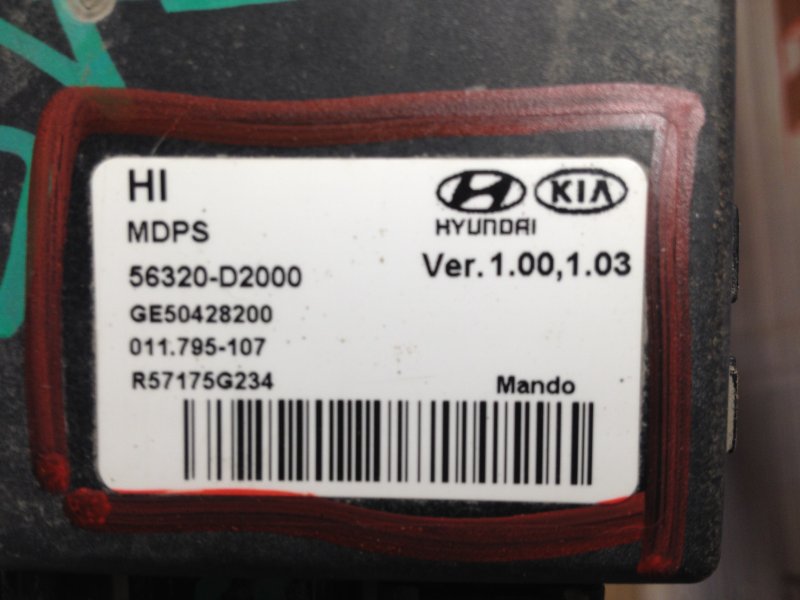 HI
KIA
HYUNDAI
MDPS
Ver.1.00,1.03
56320-D2000
GE50428200
011.795-107
R57175G234
Mando